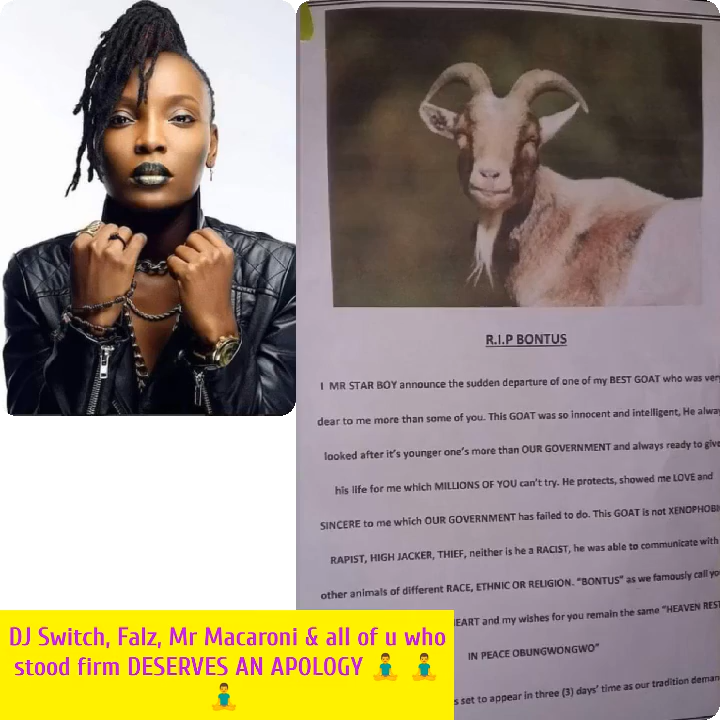 R.I.P BONTUS
I MR STAR BOY announce the sudden departure of one of my BEST GOAT who was very
dear to me more than some of you. This GOAT was so innocent and intelligent, He alwa
looked after it's younger one's more than OUR GOVERNMENT and always ready to give
his life for me which MILLIONS OF YOU can't try. He protects, showed me LOVE and
SINCERE to me which OUR GOVERNMENT has failed to do. This GOAT is not XENOPHOBI
RAPIST, HIGH JACKER, THIEF, neither is he a RACIST, he was able to communicate with
other animals of different RACE, ETHNIC OR RELIGION. "BONTUS" as we famously call yo
EART and my wishes for you remain the same "HEAVEN REST
IN PEACE OBUNGWONGWO"
s set to appear in three (3) days' time as our tradition deman
DJ Switch, Falz, Mr Macaroni & all of u who
stood firm DESERVES AN APOLOGY